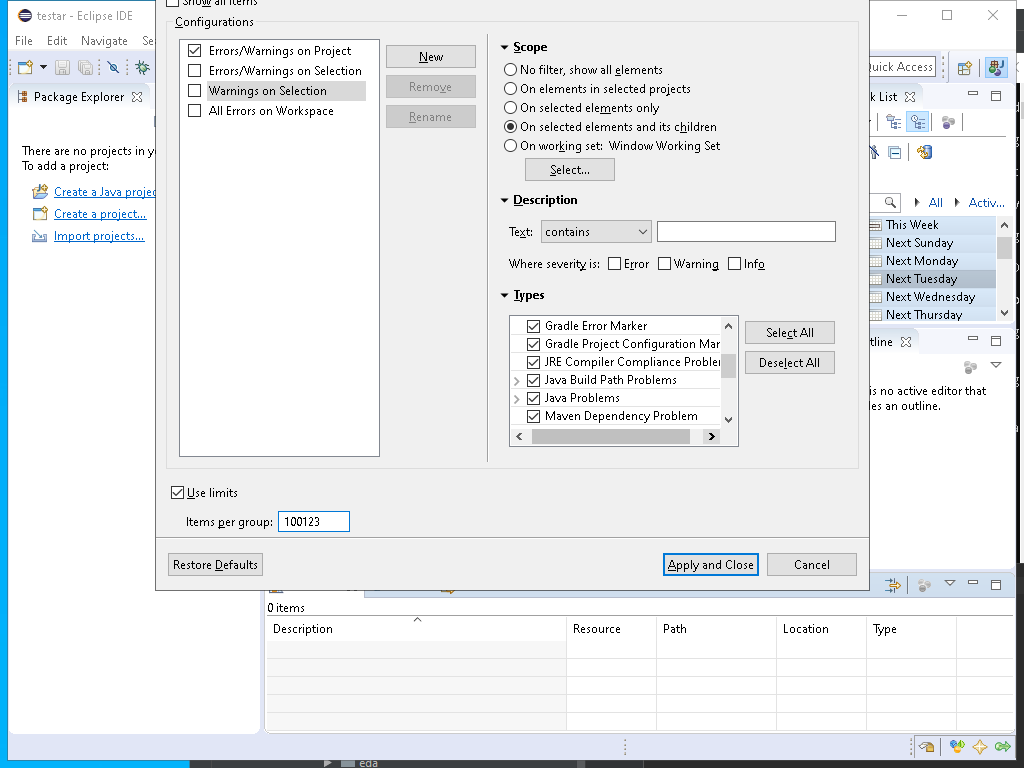 testar - Eclipse IDE
File Edit Navigate Se
Quick Access
Package Explorer
There are no projects in y
To add a project:
Create a Java projec
Create a project...
Import projects...
Show all items
Configurations
Errors/Warnings on Project
Errors/Warnings on Selection
Warnings on Selection
All Errors on Workspace
New
Remove
Rename
Scope
No filter, show all elements
On elements in selected projects
On selected elements only
On selected elements and its children
On working set: Window Working Set
Select...
Description
Text: contains
Where severity is: Error Warning Info
Types
Gradle Error Marker
Gradle Project Configuration Mar
JRE Compiler Compliance Problem
Java Build Path Problems
Java Problems
Maven Dependency Problem
Select All
Deselect All
Use limits
Items per group: 100123
Restore Defaults
Apply and Close
Cancel
k List
All Activ...
This Week
Next Sunday
Next Monday
Next Tuesday
Next Wednesday
Next Thursday
tline
is no active editor that
les an outline.
0 items
Description Resource Path Location Type
eda